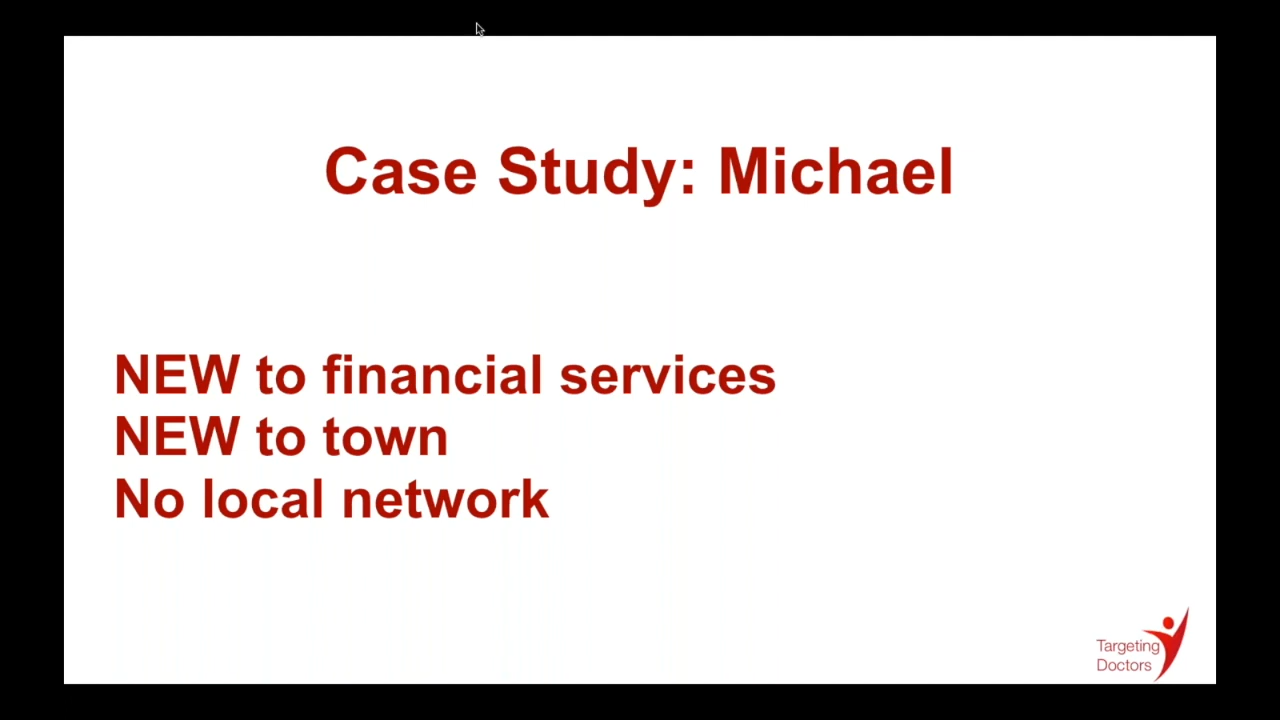 Case Study: Michael
NEW to financial services
NEW to town
No local network
Targeting
Doctors